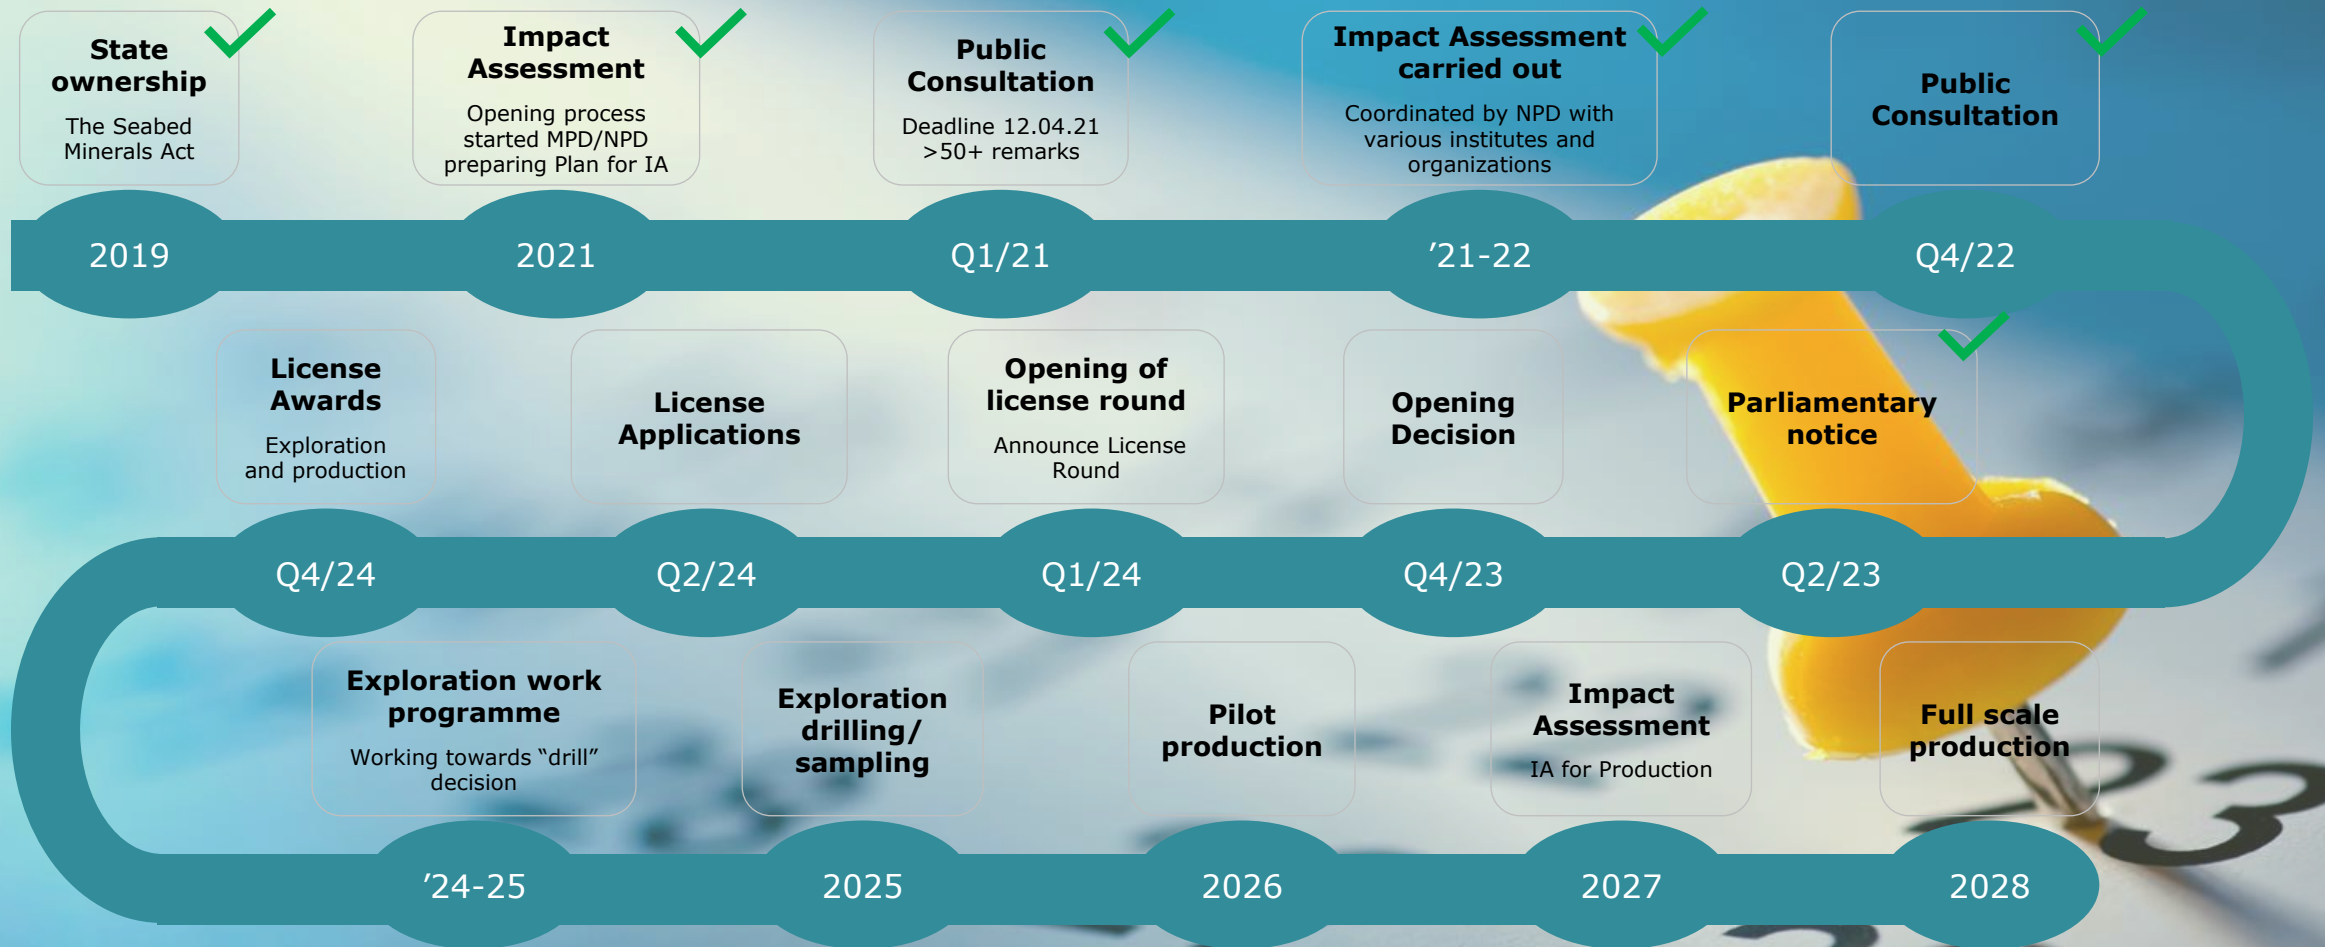 State
ownership
The Seabed
Minerals Act
Impact
Assessment
Opening process
started MPD/NPD
preparing Plan for IA
Public
Consultation
Deadline 12.04.21
>50+ remarks
Impact Assessment
carried out
Coordinated by NPD with
various institutes and
organizations
Public
Consultation
2019
2021
Q1/21
’21-22
Q4/22
License
Awards
Exploration
and production
License
Applications
Opening of
license round
Announce License
Round
Opening
Decision
Parliamentary
notice
Q4/24
Q2/24
Q1/24
Q4/23
Q2/23
Exploration work
programme
Working towards “drill”
decision
Exploration
drilling/
sampling
Pilot
production
Impact
Assessment
IA for Production
Full scale
production
’24-25
2025
2026
2027
2028
23